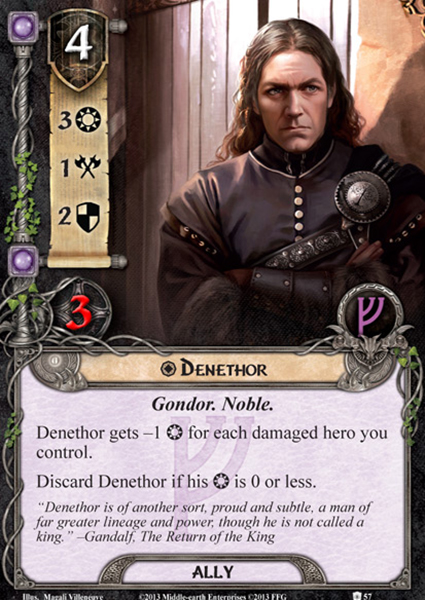 4
3
1
2
3
Denethor
Gondor. Noble.
Denethor gets –1 for each damaged hero you
control.
Discard Denethor if his is 0 or less.
“Denethor is of another sort, proud and subtle, a man of
far greater lineage and power, though he is not called a
king.” –Gandalf, The Return of the King
ALLY
Illus. Magali Villeneuve ©2013 Middle-earth Enterprises ©2013 FFG 57